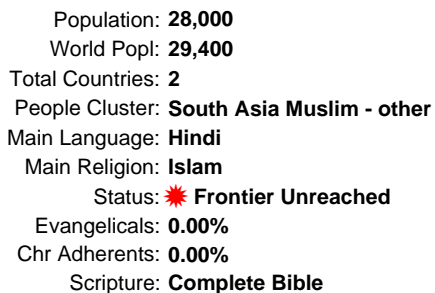 Population: 28,000
World Popl: 29,400
Total Countries: 2
People Cluster: South Asia Muslim - other
Main Language: Hindi
Main Religion: Islam
Status: Frontier Unreached
Evangelicals: 0.00%
Chr Adherents: 0.00%
Scripture: Complete Bible